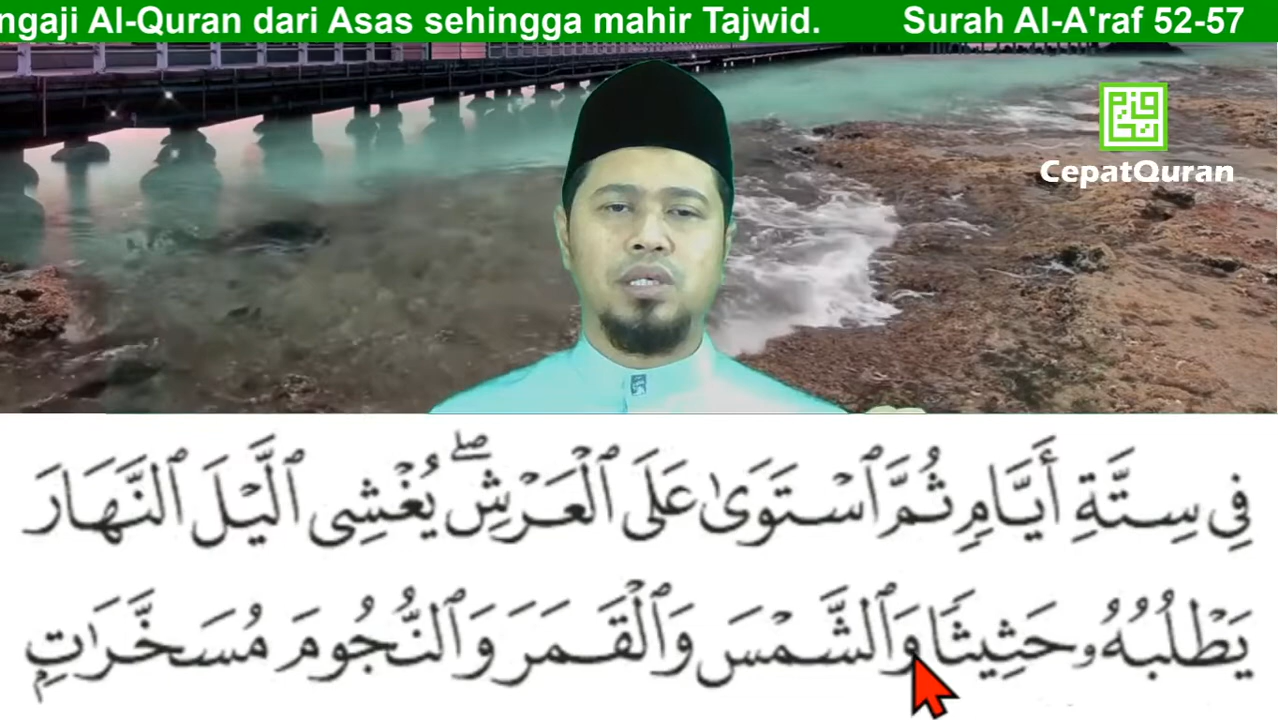 ngaji Al-Quran dari Asas sehingga mahir Tajwid. Surah Al-A'raf 52-57
CepatQuran
فِى سِتَّةِ أَيَّامٍ ثُمَّ ٱسْتَوَىٰ عَلَى ٱلْعَرْشِ ۖ يُغْشِى ٱلَّيْلَ ٱلنَّهَارَ
يَطْلُبُهُۥ حَثِيثًا وَٱلشَّمْسَ وَٱلْقَمَرَ وَٱلنُّجُومَ مُسَخَّرَٰتٍۭ